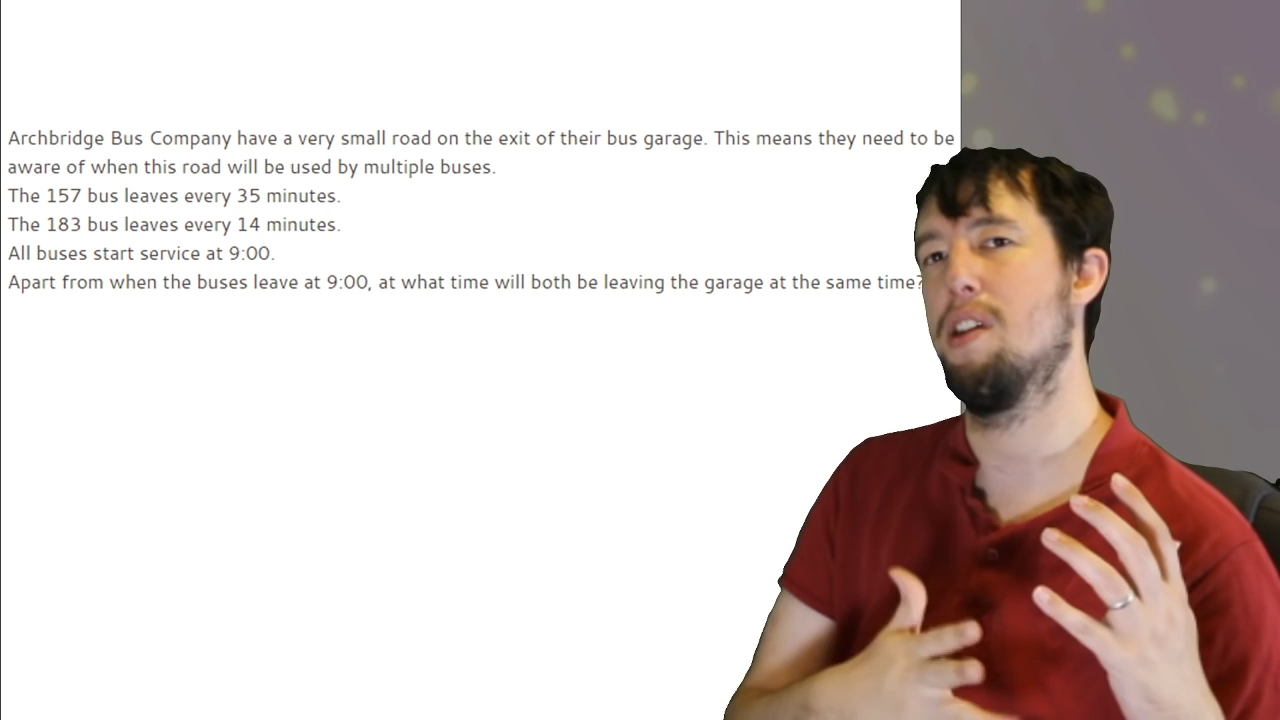 Archbridge Bus Company have a very small road on the exit of their bus garage. This means they need to be
aware of when this road will be used by multiple buses.
The 157 bus leaves every 35 minutes.
The 183 bus leaves every 14 minutes.
All buses start service at 9:00.
Apart from when the buses leave at 9:00, at what time will both be leaving the garage at the same time?